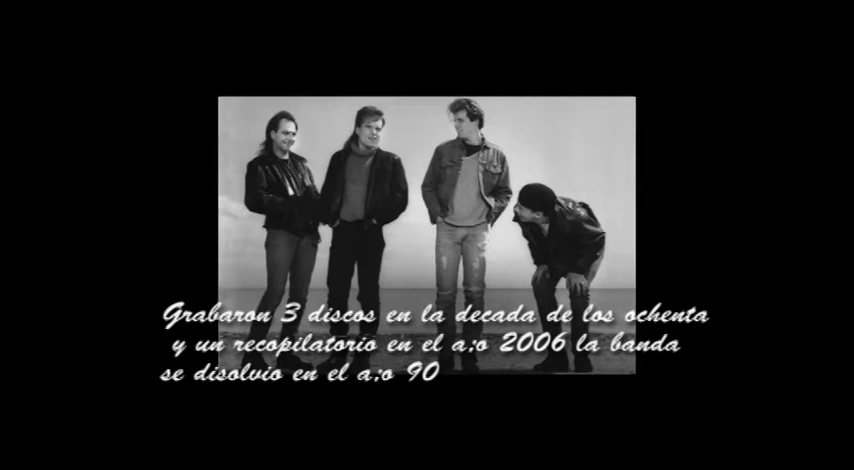 Grabaron 3 discos en la decada de los ochenta
y un recopilatorio en el a;o 2006 la banda
se disolvio en el a;o 90